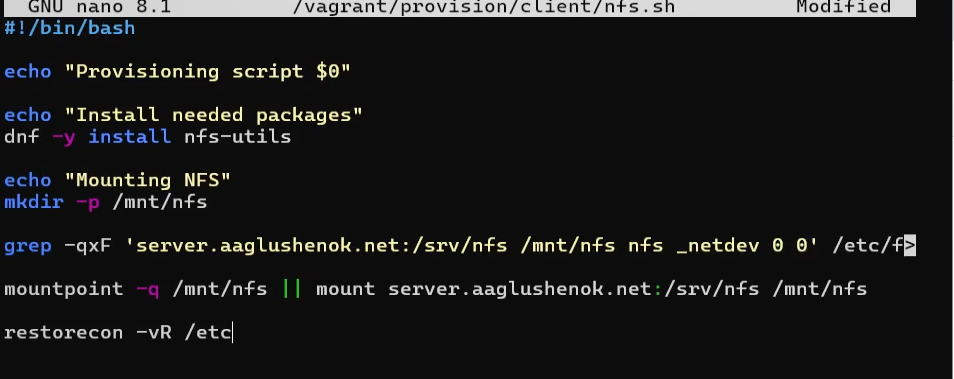 GNU nano 8.1 /vagrant/provision/client/nfs.sh Modified
#!/bin/bash
echo "Provisioning script $0"
echo "Install needed packages"
dnf -y install nfs-utils
echo "Mounting NFS"
mkdir -p /mnt/nfs
grep -qxF 'server.aaglushenok.net:/srv/nfs /mnt/nfs nfs _netdev 0 0' /etc/f>
mountpoint -q /mnt/nfs || mount server.aaglushenok.net:/srv/nfs /mnt/nfs
restorecon -vR /etc